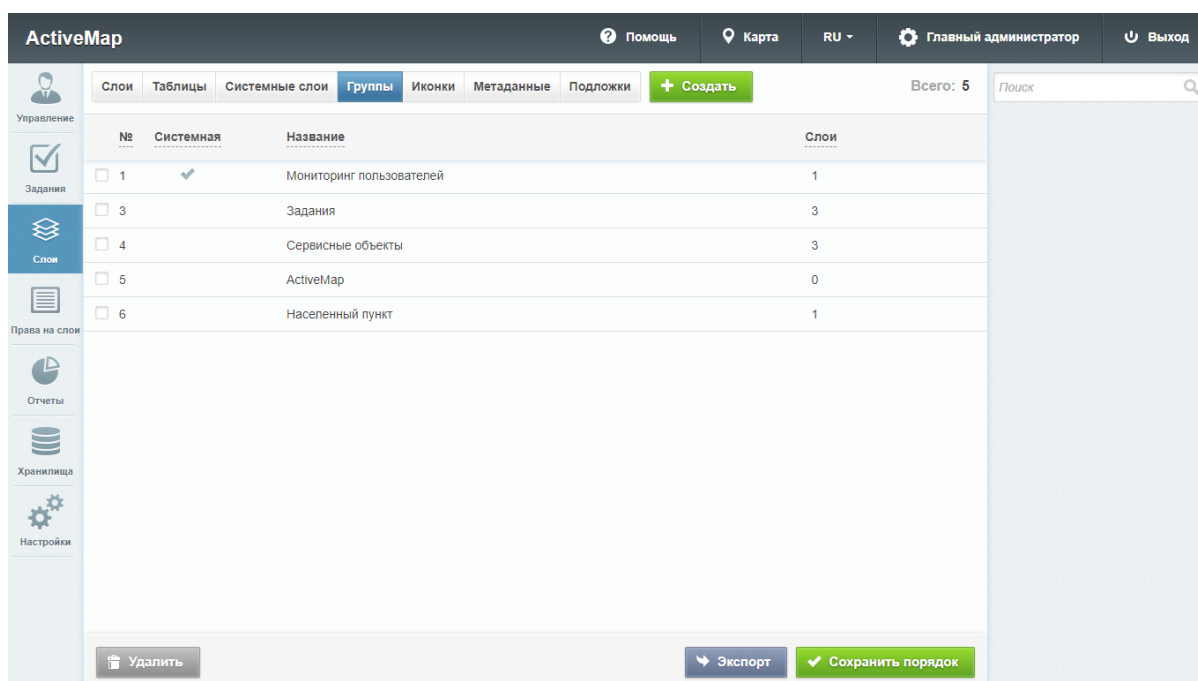 ActiveMap
Помощь
Карта
RU
Главный администратор
Выход
Управление
Задания
Слои
Права на слои
Отчеты
Хранилища
Настройки
Слои Таблицы Системные слои Группы Иконки Метаданные Подложки Создать Всего: 5
Поиск
№ Системная Название Слои
1 Мониторинг пользователей 1
3 Задания 3
4 Сервисные объекты 3
5 ActiveMap 0
6 Населенный пункт 1
Удалить Экспорт Сохранить порядок